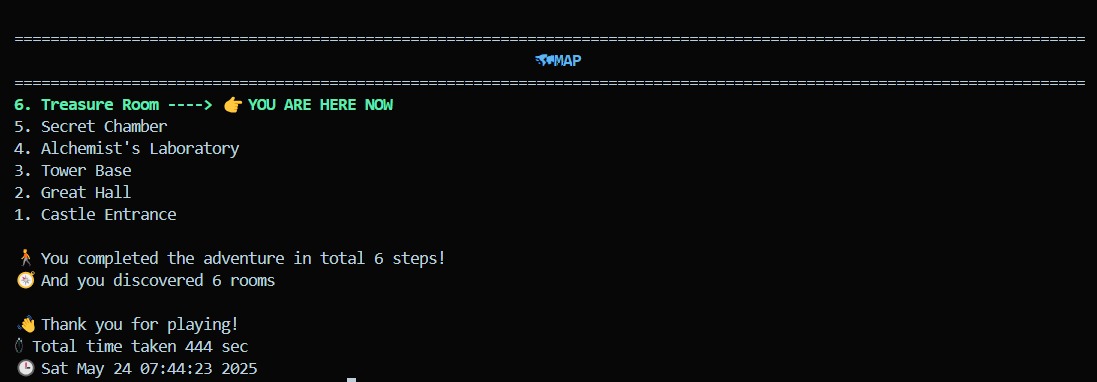 =======================================================================================================================
🗺MAP
=======================================================================================================================
6. Treasure Room ----> 👉 YOU ARE HERE NOW
5. Secret Chamber
4. Alchemist's Laboratory
3. Tower Base
2. Great Hall
1. Castle Entrance
🚶 You completed the adventure in total 6 steps!
🧭 And you discovered 6 rooms
👋 Thank you for playing!
Total time taken 444 sec
🕒 Sat May 24 07:44:23 2025